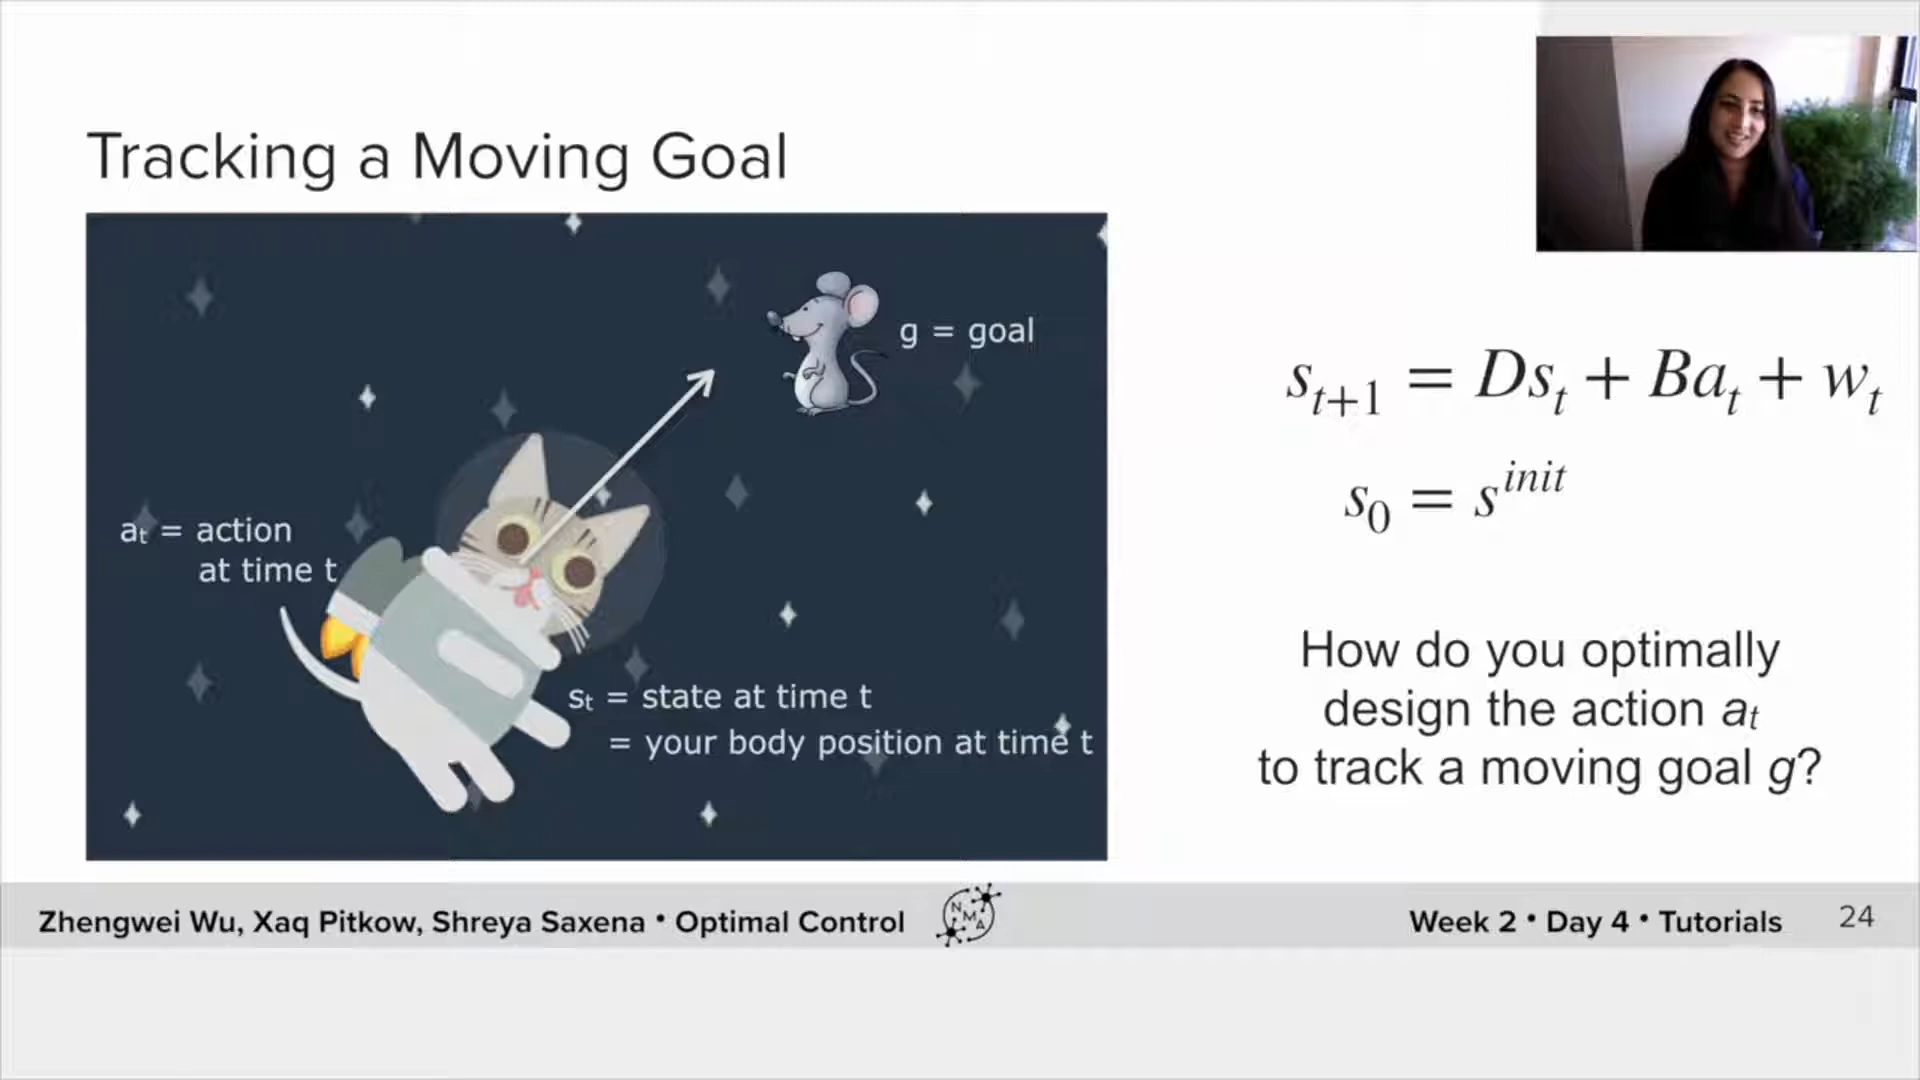 Tracking a Moving Goal
g = goal
aₜ = action
at time t
sₜ = state at time t
= your body position at time t
sₜ₊₁ = Dsₜ + Baₜ + wₜ
s₀ = sⁱⁿⁱᵗ
How do you optimally
design the action aₜ
to track a moving goal g?
Zhengwei Wu, Xaq Pitkow, Shreya Saxena • Optimal Control
N
M
A
Week 2 • Day 4 • Tutorials
24